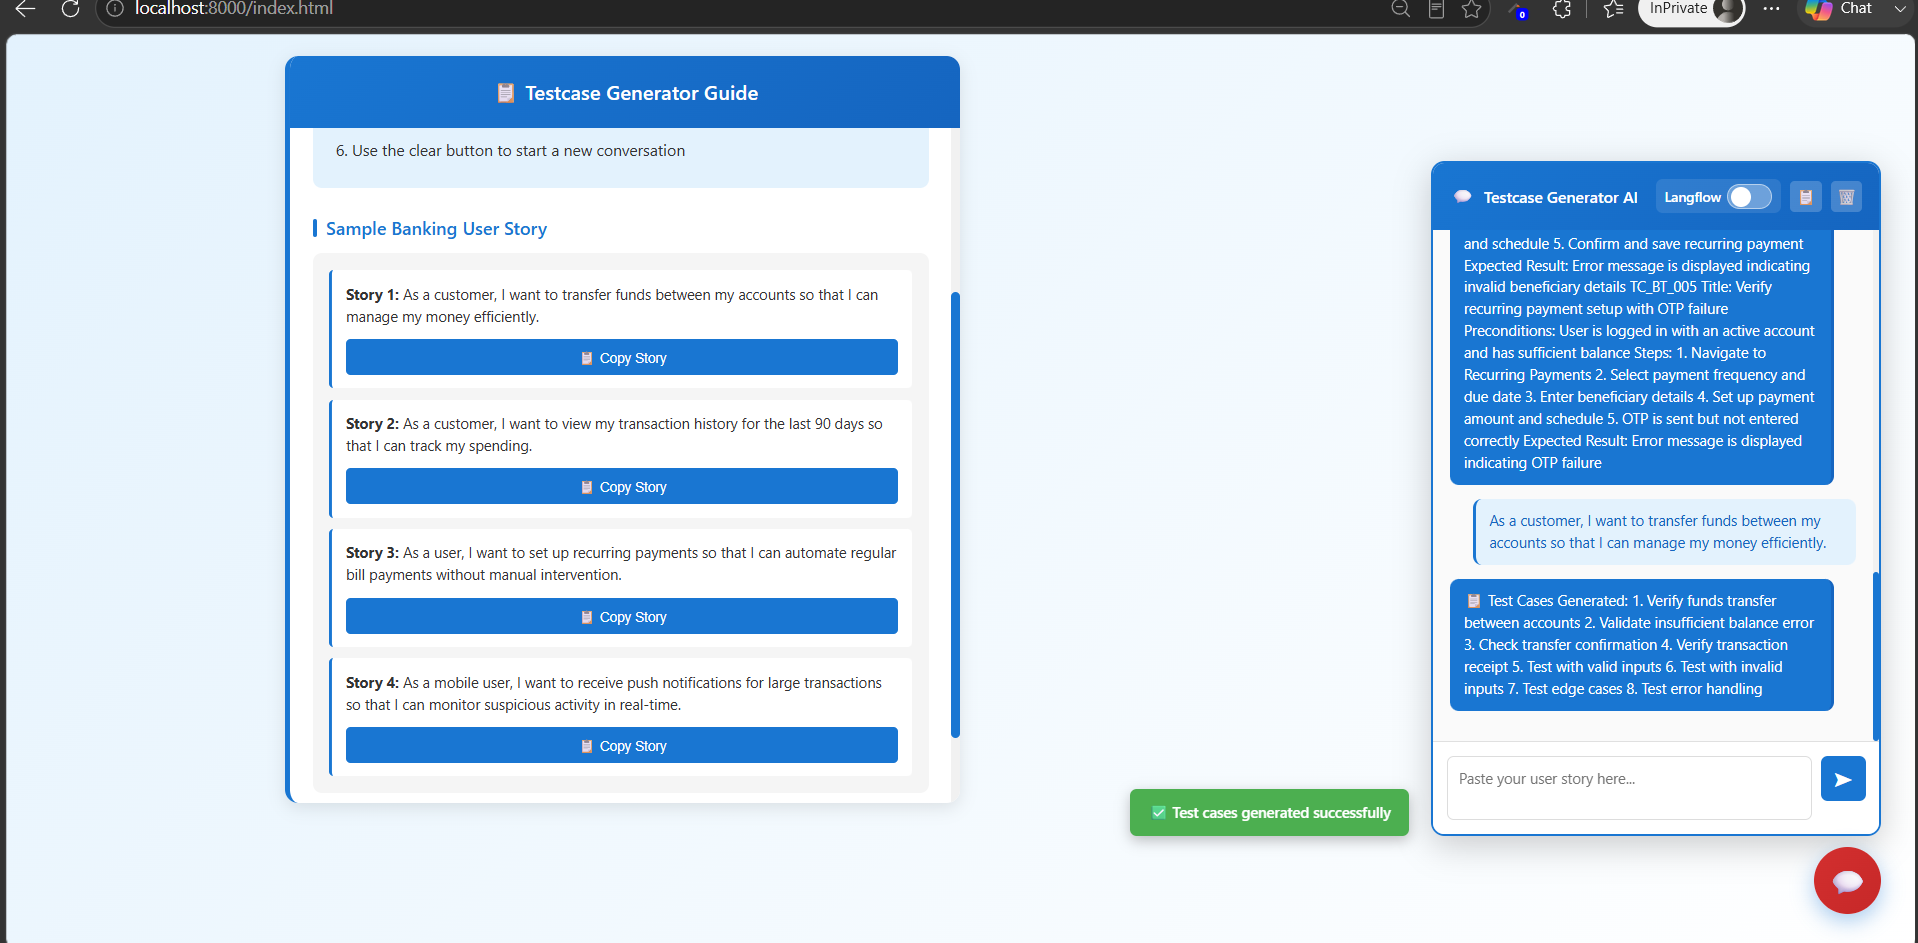 localhost:8000/index.html
0
InPrivate
Chat
Testcase Generator Guide
6. Use the clear button to start a new conversation
Sample Banking User Story
Story 1: As a customer, I want to transfer funds between my accounts so that I can
manage my money efficiently.
Copy Story
Story 2: As a customer, I want to view my transaction history for the last 90 days so
that I can track my spending.
Copy Story
Story 3: As a user, I want to set up recurring payments so that I can automate regular
bill payments without manual intervention.
Copy Story
Story 4: As a mobile user, I want to receive push notifications for large transactions
so that I can monitor suspicious activity in real-time.
Copy Story
Test cases generated successfully
Testcase Generator AI
Langflow
and schedule 5. Confirm and save recurring payment
Expected Result: Error message is displayed indicating
invalid beneficiary details TC_BT_005 Title: Verify
recurring payment setup with OTP failure
Preconditions: User is logged in with an active account
and has sufficient balance Steps: 1. Navigate to
Recurring Payments 2. Select payment frequency and
due date 3. Enter beneficiary details 4. Set up payment
amount and schedule 5. OTP is sent but not entered
correctly Expected Result: Error message is displayed
indicating OTP failure
As a customer, I want to transfer funds between my
accounts so that I can manage my money efficiently.
Test Cases Generated: 1. Verify funds transfer
between accounts 2. Validate insufficient balance error
3. Check transfer confirmation 4. Verify transaction
receipt 5. Test with valid inputs 6. Test with invalid
inputs 7. Test edge cases 8. Test error handling
Paste your user story here...